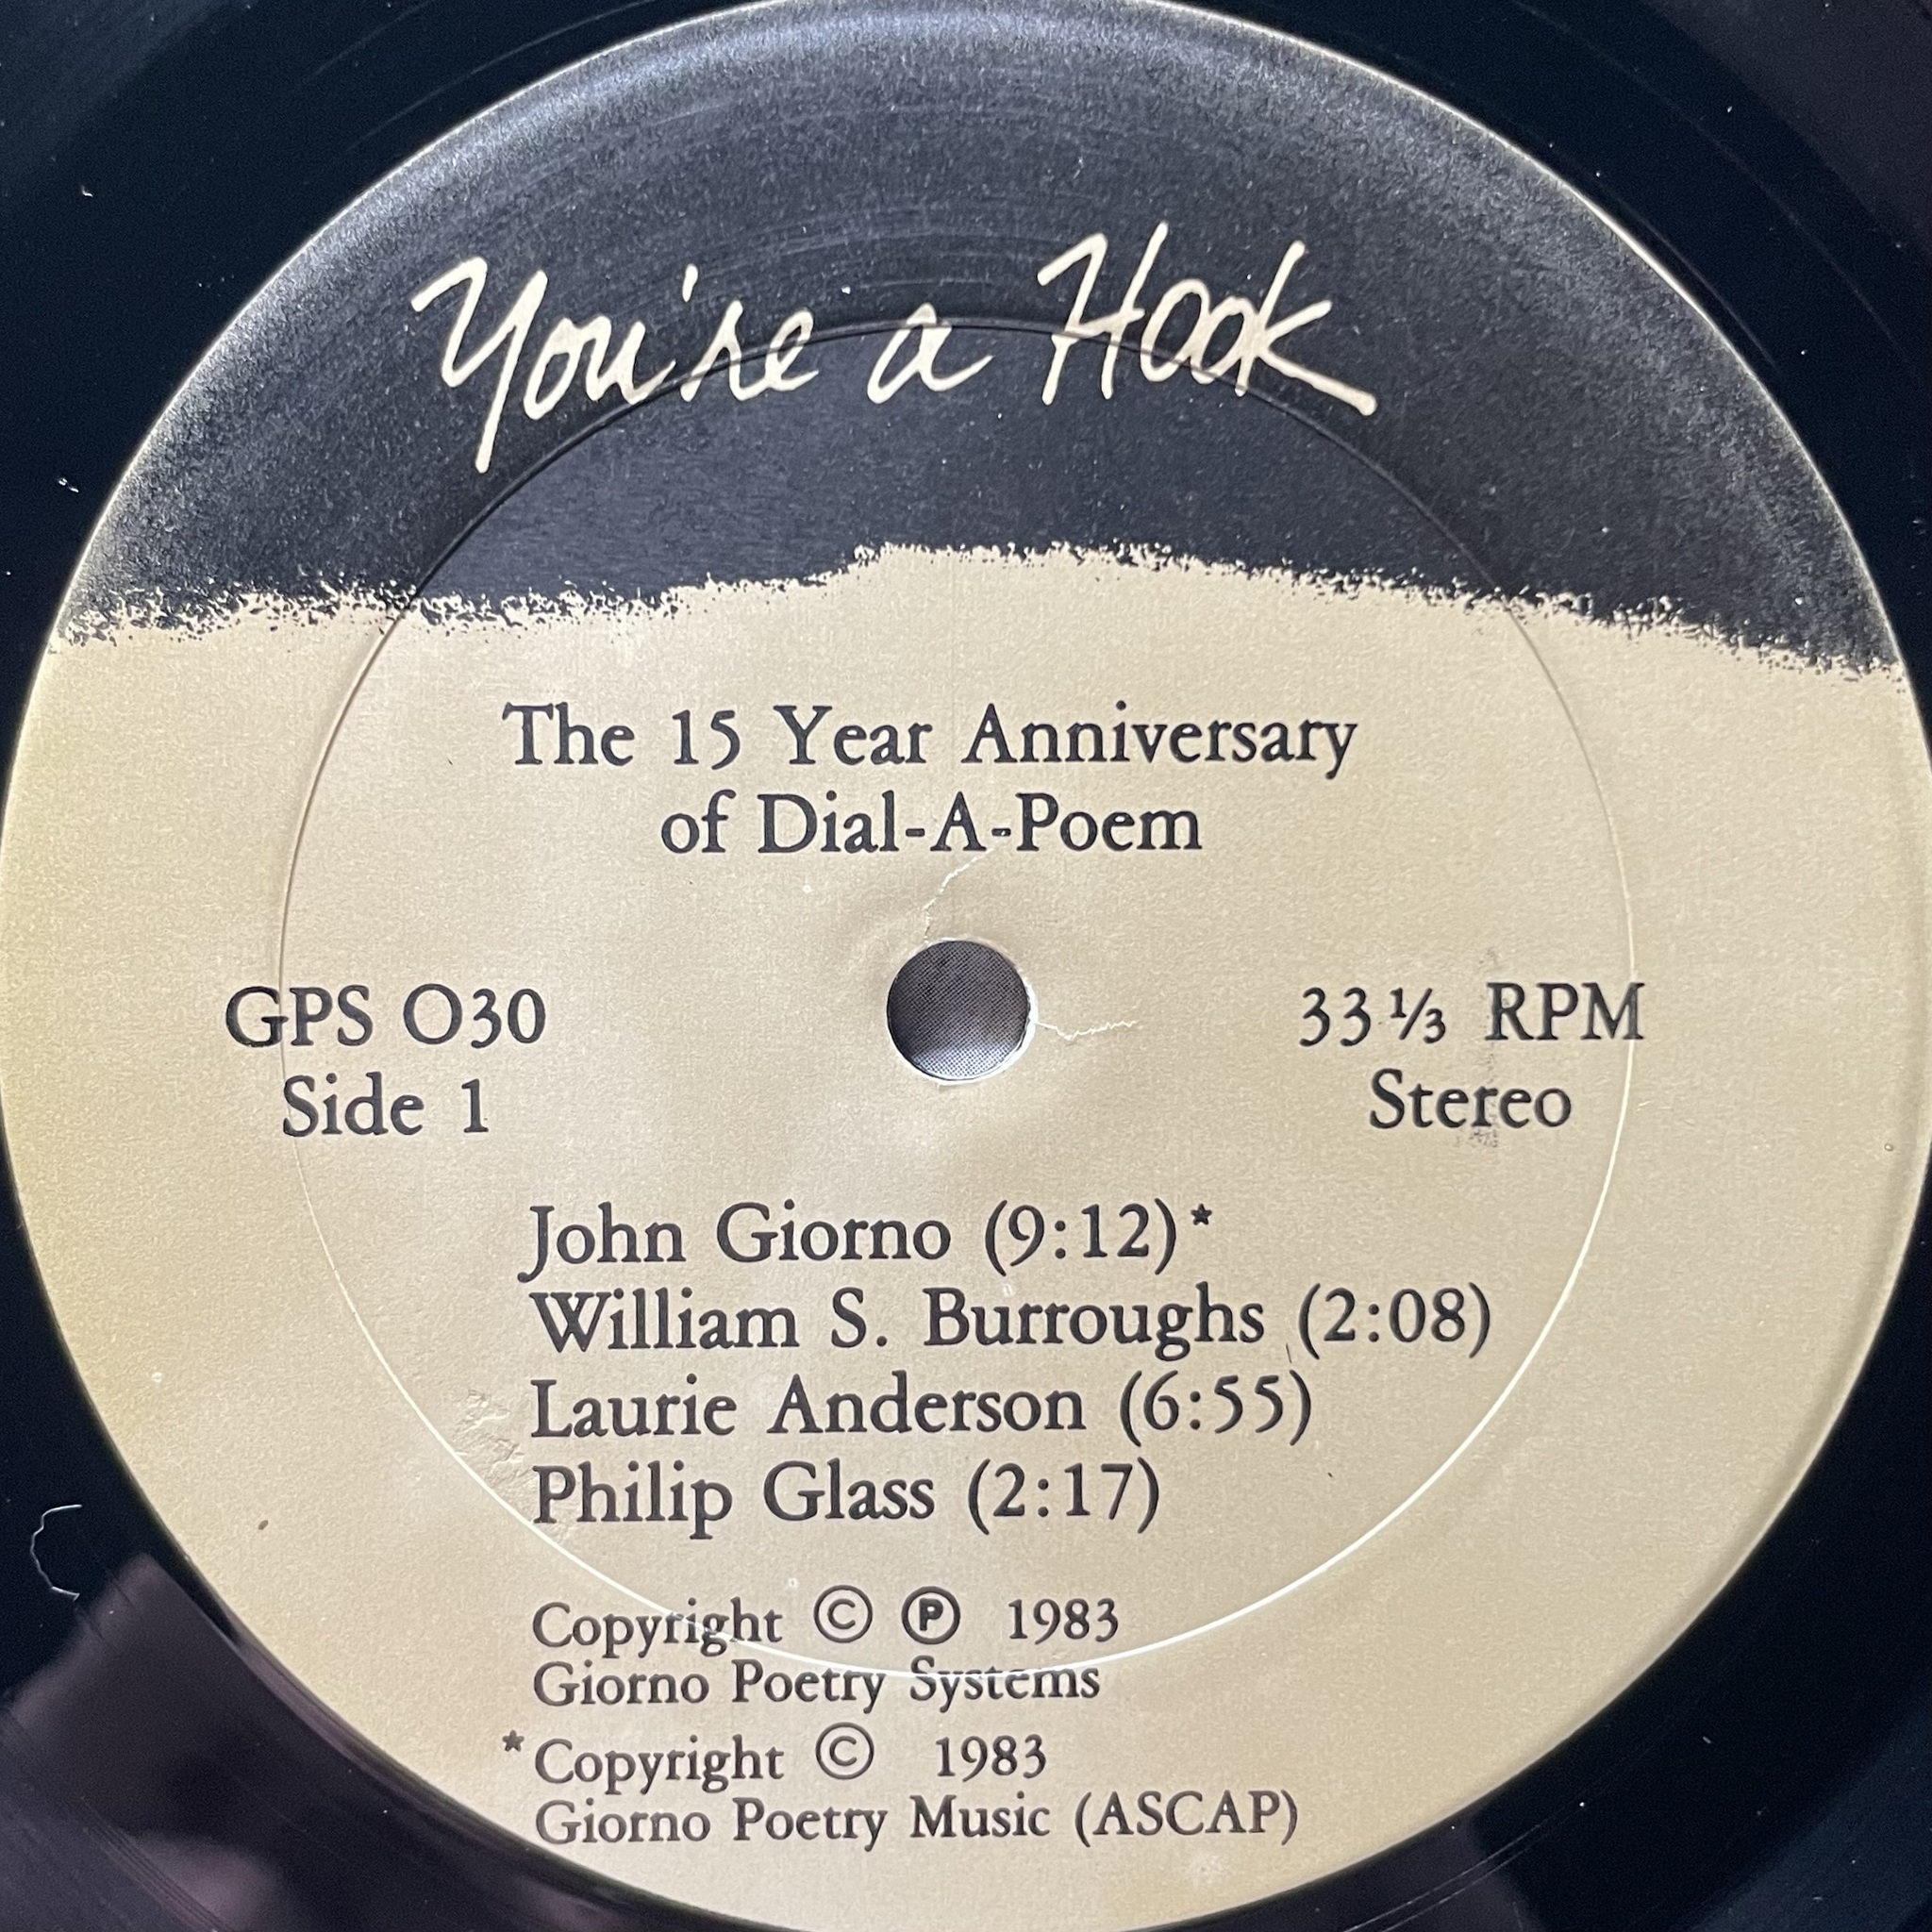 You're a Hook
The 15 Year Anniversary
of Dial-A-Poem
GPS O30
Side 1
33 ⅓ RPM
Stereo
John Giorno (9:12)*
William S. Burroughs (2:08)
Laurie Anderson (6:55)
Philip Glass (2:17)
Copyright © ℗ 1983
Giorno Poetry Systems
*Copyright © 1983
Giorno Poetry Music (ASCAP)